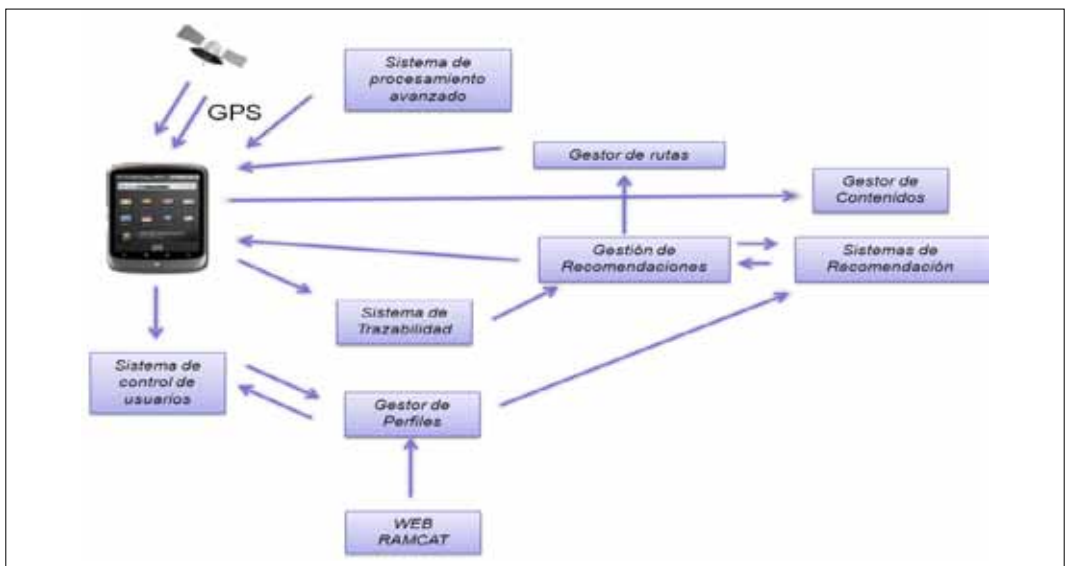 Sistema de
procesamiento
avanzado
GPS
Gestor de rutas
Gestor de
Contenidos
Gestión de
Recomendaciones
Sistemas de
Recomendación
Sistema de
Trazabilidad
Sistema de
control de
usuarios
Gestor de
Perfiles
WEB
RAMCAT